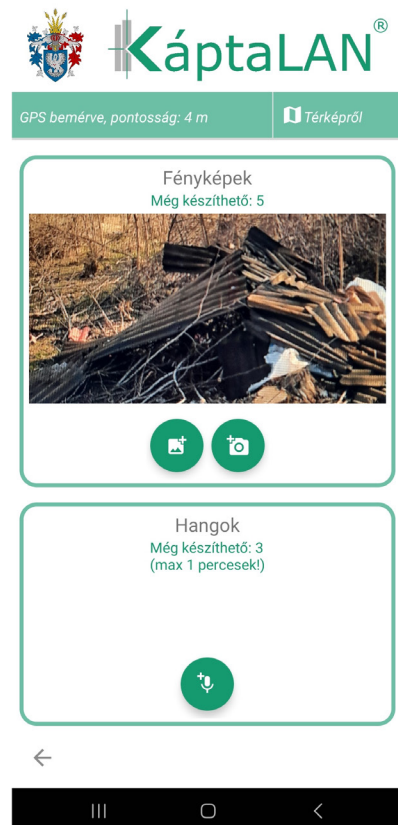 KáptaLAN®
GPS bemérve, pontosság: 4 m
Térképről
Fényképek
Még készíthető: 5
Hangok
Még készíthető: 3
(max 1 percesek!)